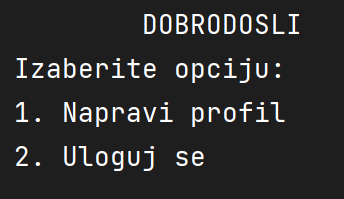 DOBRODOSLI
Izaberite opciju:
1. Napravi profil
2. Uloguj se